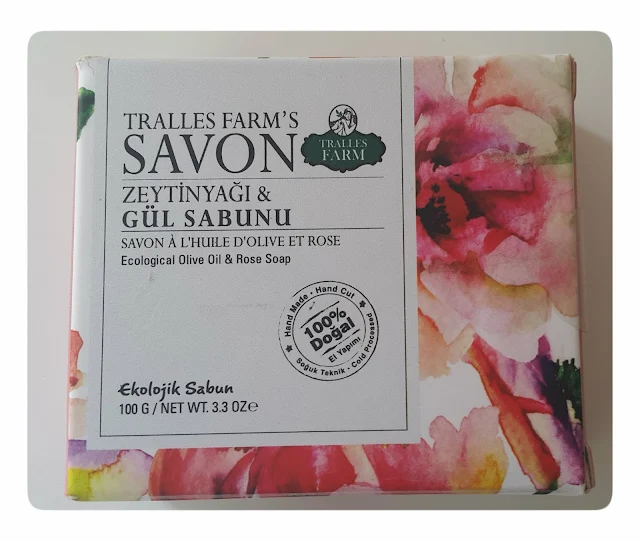 TRALLES FARM'S
SAVON
TRALLES
FARM
ZEYTİNYAĞI &
GÜL SABUNU
SAVON À L'HUILE D'OLIVE ET ROSE
Ecological Olive Oil & Rose Soap
Hand Made • Hand Cut
100%
Doğal
El Yapımı
Soğuk Teknik • Cold Processed
Ekolojik Sabun
100 G / NET WT. 3.3 OZ℮